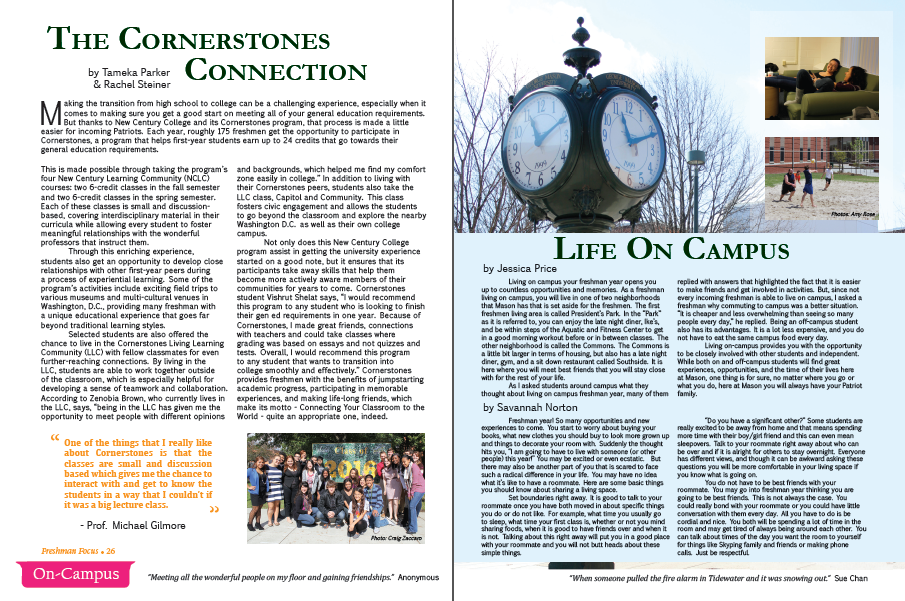 THE CORNERSTONES
CONNECTION
by Tameka Parker
& Rachel Steiner
Making the transition from high school to college can be a challenging experience, especially when it
comes to making sure you get a good start on meeting all of your general education requirements.
But thanks to New Century College and its Cornerstones program, that process is made a little
easier for incoming Patriots. Each year, roughly 175 freshmen get the opportunity to participate in
Cornerstones, a program that helps first-year students earn up to 24 credits that go towards their
general education requirements.
This is made possible through taking the program's
four New Century Learning Community (NCLC)
courses: two 6-credit classes in the fall semester
and two 6-credit classes in the spring semester.
Each of these classes is small and discussion-
based, covering interdisciplinary material in their
curricula while allowing every student to foster
meaningful relationships with the wonderful
professors that instruct them.
Through this enriching experience,
students also get an opportunity to develop close
relationships with other first-year peers during
a process of experiential learning. Some of the
program's activities include exciting field trips to
various museums and multi-cultural venues in
Washington, D.C., providing many freshman with
a unique educational experience that goes far
beyond traditional learning styles.
Selected students are also offered the
chance to live in the Cornerstones Living Learning
Community (LLC) with fellow classmates for even
further-reaching connections. By living in the
LLC, students are able to work together outside
of the classroom, which is especially helpful for
developing a sense of teamwork and collaboration.
According to Zenobia Brown, who currently lives in
the LLC, says, "being in the LLC has given me the
opportunity to meet people with different opinions
and backgrounds, which helped me find my comfort
zone easily in college." In addition to living with
their Cornerstones peers, students also take the
LLC class, Capitol and Community. This class
fosters civic engagement and allows the students
to go beyond the classroom and explore the nearby
Washington D.C. as well as their own college
campus.
Not only does this New Century College
program assist in getting the university experience
started on a good note, but it ensures that its
participants take away skills that help them
become more actively aware members of their
communities for years to come. Cornerstones
student Vishrut Shelat says, "I would recommend
this program to any student who is looking to finish
their gen ed requirements in one year. Because of
Cornerstones, I made great friends, connections
with teachers and could take classes where
grading was based on essays and not quizzes and
tests. Overall, I would recommend this program
to any student that wants to transition into
college smoothly and effectively." Cornerstones
provides freshmen with the benefits of jumpstarting
academic progress, participating in memorable
experiences, and making life-long friends, which
make its motto - Connecting Your Classroom to the
World - quite an appropriate one, indeed.
“ One of the things that I really like
about Cornerstones is that the
classes are small and discussion
based which gives me the chance to
interact with and get to know the
students in a way that I couldn't if
it was a big lecture class. ”
- Prof. Michael Gilmore
Photo: Craig Zaccaro
Freshman Focus • 26
On-Campus
"Meeting all the wonderful people on my floor and gaining friendships." Anonymous
1999
1999
Photos: Amy Rose
LIFE ON CAMPUS
by Jessica Price
Living on campus your freshman year opens you
up to countless opportunities and memories. As a freshman
living on campus, you will live in one of two neighborhoods
that Mason has that is set aside for the freshmen. The first
freshmen living area is called President's Park. In the "Park"
as it is referred to, you can enjoy the late night diner, Ike's,
and be within steps of the Aquatic and Fitness Center to get
in a good morning workout before or in between classes. The
other neighborhood is called the Commons. The Commons is
a little bit larger in terms of housing, but also has a late night
diner, gym, and a sit down restaurant called Southside. It is
here where you will meet best friends that you will stay close
with for the rest of your life.
As I asked students around campus what they
thought about living on campus freshman year, many of them
replied with answers that highlighted the fact that it is easier
to make friends and get involved in activities. But, since not
every incoming freshman is able to live on campus, I asked a
freshman why commuting to campus was a better situation.
"It is cheaper and less overwhelming than seeing so many
people every day," he replied. Being an off-campus student
also has its advantages. It is a lot less expensive, and you do
not have to eat the same campus food every day.
Living on-campus provides you with the opportunity
to be closely involved with other students and independent.
While both on and off-campus students will find great
experiences, opportunities, and the time of their lives here
at Mason, one thing is for sure, no matter where you go or
what you do, here at Mason you will always have your Patriot
family.
by Savannah Norton
Freshman year! So many opportunities and new
experiences to come. You start to worry about buying your
books, what new clothes you should buy to look more grown up
and things to decorate your room with. Suddenly the thought
hits you, "I am going to have to live with someone (or other
people) this year!" You may be excited or even ecstatic. But
there may also be another part of you that is scared to face
such a radical difference in your life. You may have no idea
what it's like to have a roommate. Here are some basic things
you should know about sharing a living space.
Set boundaries right away. It is good to talk to your
roommate once you have both moved in about specific things
you do or do not like. For example, what time you usually go
to sleep, what time your first class is, whether or not you mind
sharing foods, when it is good to have friends over and when it
is not. Talking about this right away will put you in a good place
with your roommate and you will not butt heads about these
simple things.
"Do you have a significant other?" Some students are
really excited to be away from home and that means spending
more time with their boy/girl friend and this can even mean
sleepovers. Talk to your roommate right away about who can
be over and if it is alright for others to stay overnight. Everyone
has different views, and though it can be awkward asking these
questions you will be more comfortable in your living space if
you know what is going on.
You do not have to be best friends with your
roommate. You may go into freshman year thinking you are
going to be best friends. This is not always the case. You
could really bond with your roommate or you could have little
conversation with them every day. All you have to do is be
cordial and nice. You both will be spending a lot of time in the
room and may get tired of always being around each other. You
can talk about times of the day you want the room to yourself
for things like Skyping family and friends or making phone
calls. Just be respectful.
"When someone pulled the fire alarm in Tidewater and it was snowing out." Sue Chan